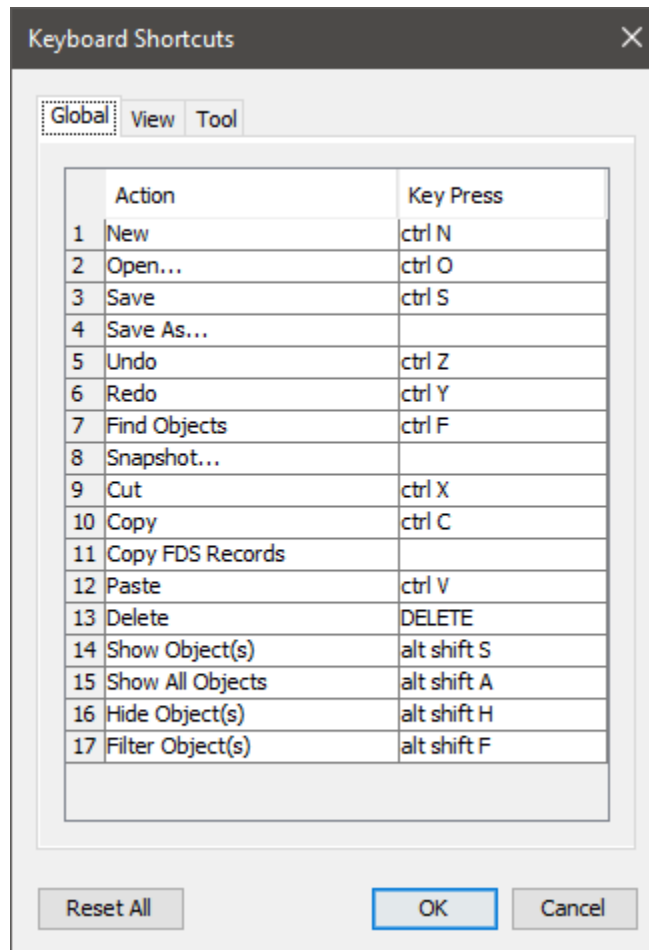 Keyboard Shortcuts
Global View Tool
Action Key Press
1 New ctrl N
2 Open... ctrl O
3 Save ctrl S
4 Save As...
5 Undo ctrl Z
6 Redo ctrl Y
7 Find Objects ctrl F
8 Snapshot...
9 Cut ctrl X
10 Copy ctrl C
11 Copy FDS Records
12 Paste ctrl V
13 Delete DELETE
14 Show Object(s) alt shift S
15 Show All Objects alt shift A
16 Hide Object(s) alt shift H
17 Filter Object(s) alt shift F
Reset All OK Cancel